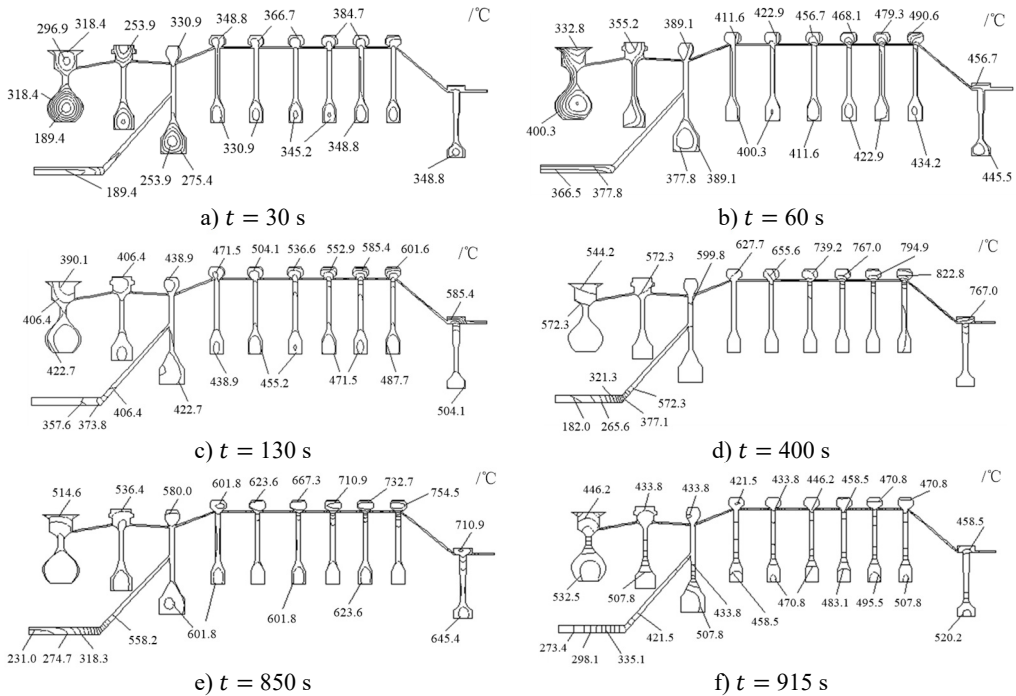 /℃
296.9 318.4 253.9 330.9 348.8 366.7 384.7
318.4
189.4
330.9 345.2 348.8
253.9 275.4
189.4
348.8
a) t = 30 s
/℃
332.8 355.2 389.1 411.6 422.9 456.7 468.1 479.3 490.6
456.7
400.3
400.3 411.6 422.9 434.2
377.8 389.1
366.5 377.8
445.5
b) t = 60 s
/℃
390.1 406.4 438.9 471.5 504.1 536.6 552.9 585.4 601.6
585.4
406.4
422.7
438.9 455.2 471.5 487.7
422.7
406.4
357.6 373.8
504.1
c) t = 130 s
/℃
544.2 572.3 599.8 627.7 655.6 739.2 767.0 794.9 822.8
767.0
572.3
321.3
572.3
377.1
182.0 265.6
d) t = 400 s
/℃
514.6 536.4 580.0 601.8 623.6 667.3 710.9 732.7 754.5
710.9
601.8 601.8 623.6
558.2
231.0 274.7 318.3
645.4
e) t = 850 s
/℃
446.2 433.8 433.8 421.5 433.8 446.2 458.5 470.8 470.8
458.5
532.5 507.8
433.8 458.5 470.8 483.1 495.5 507.8
507.8
421.5
273.4 298.1 335.1
520.2
f) t = 915 s